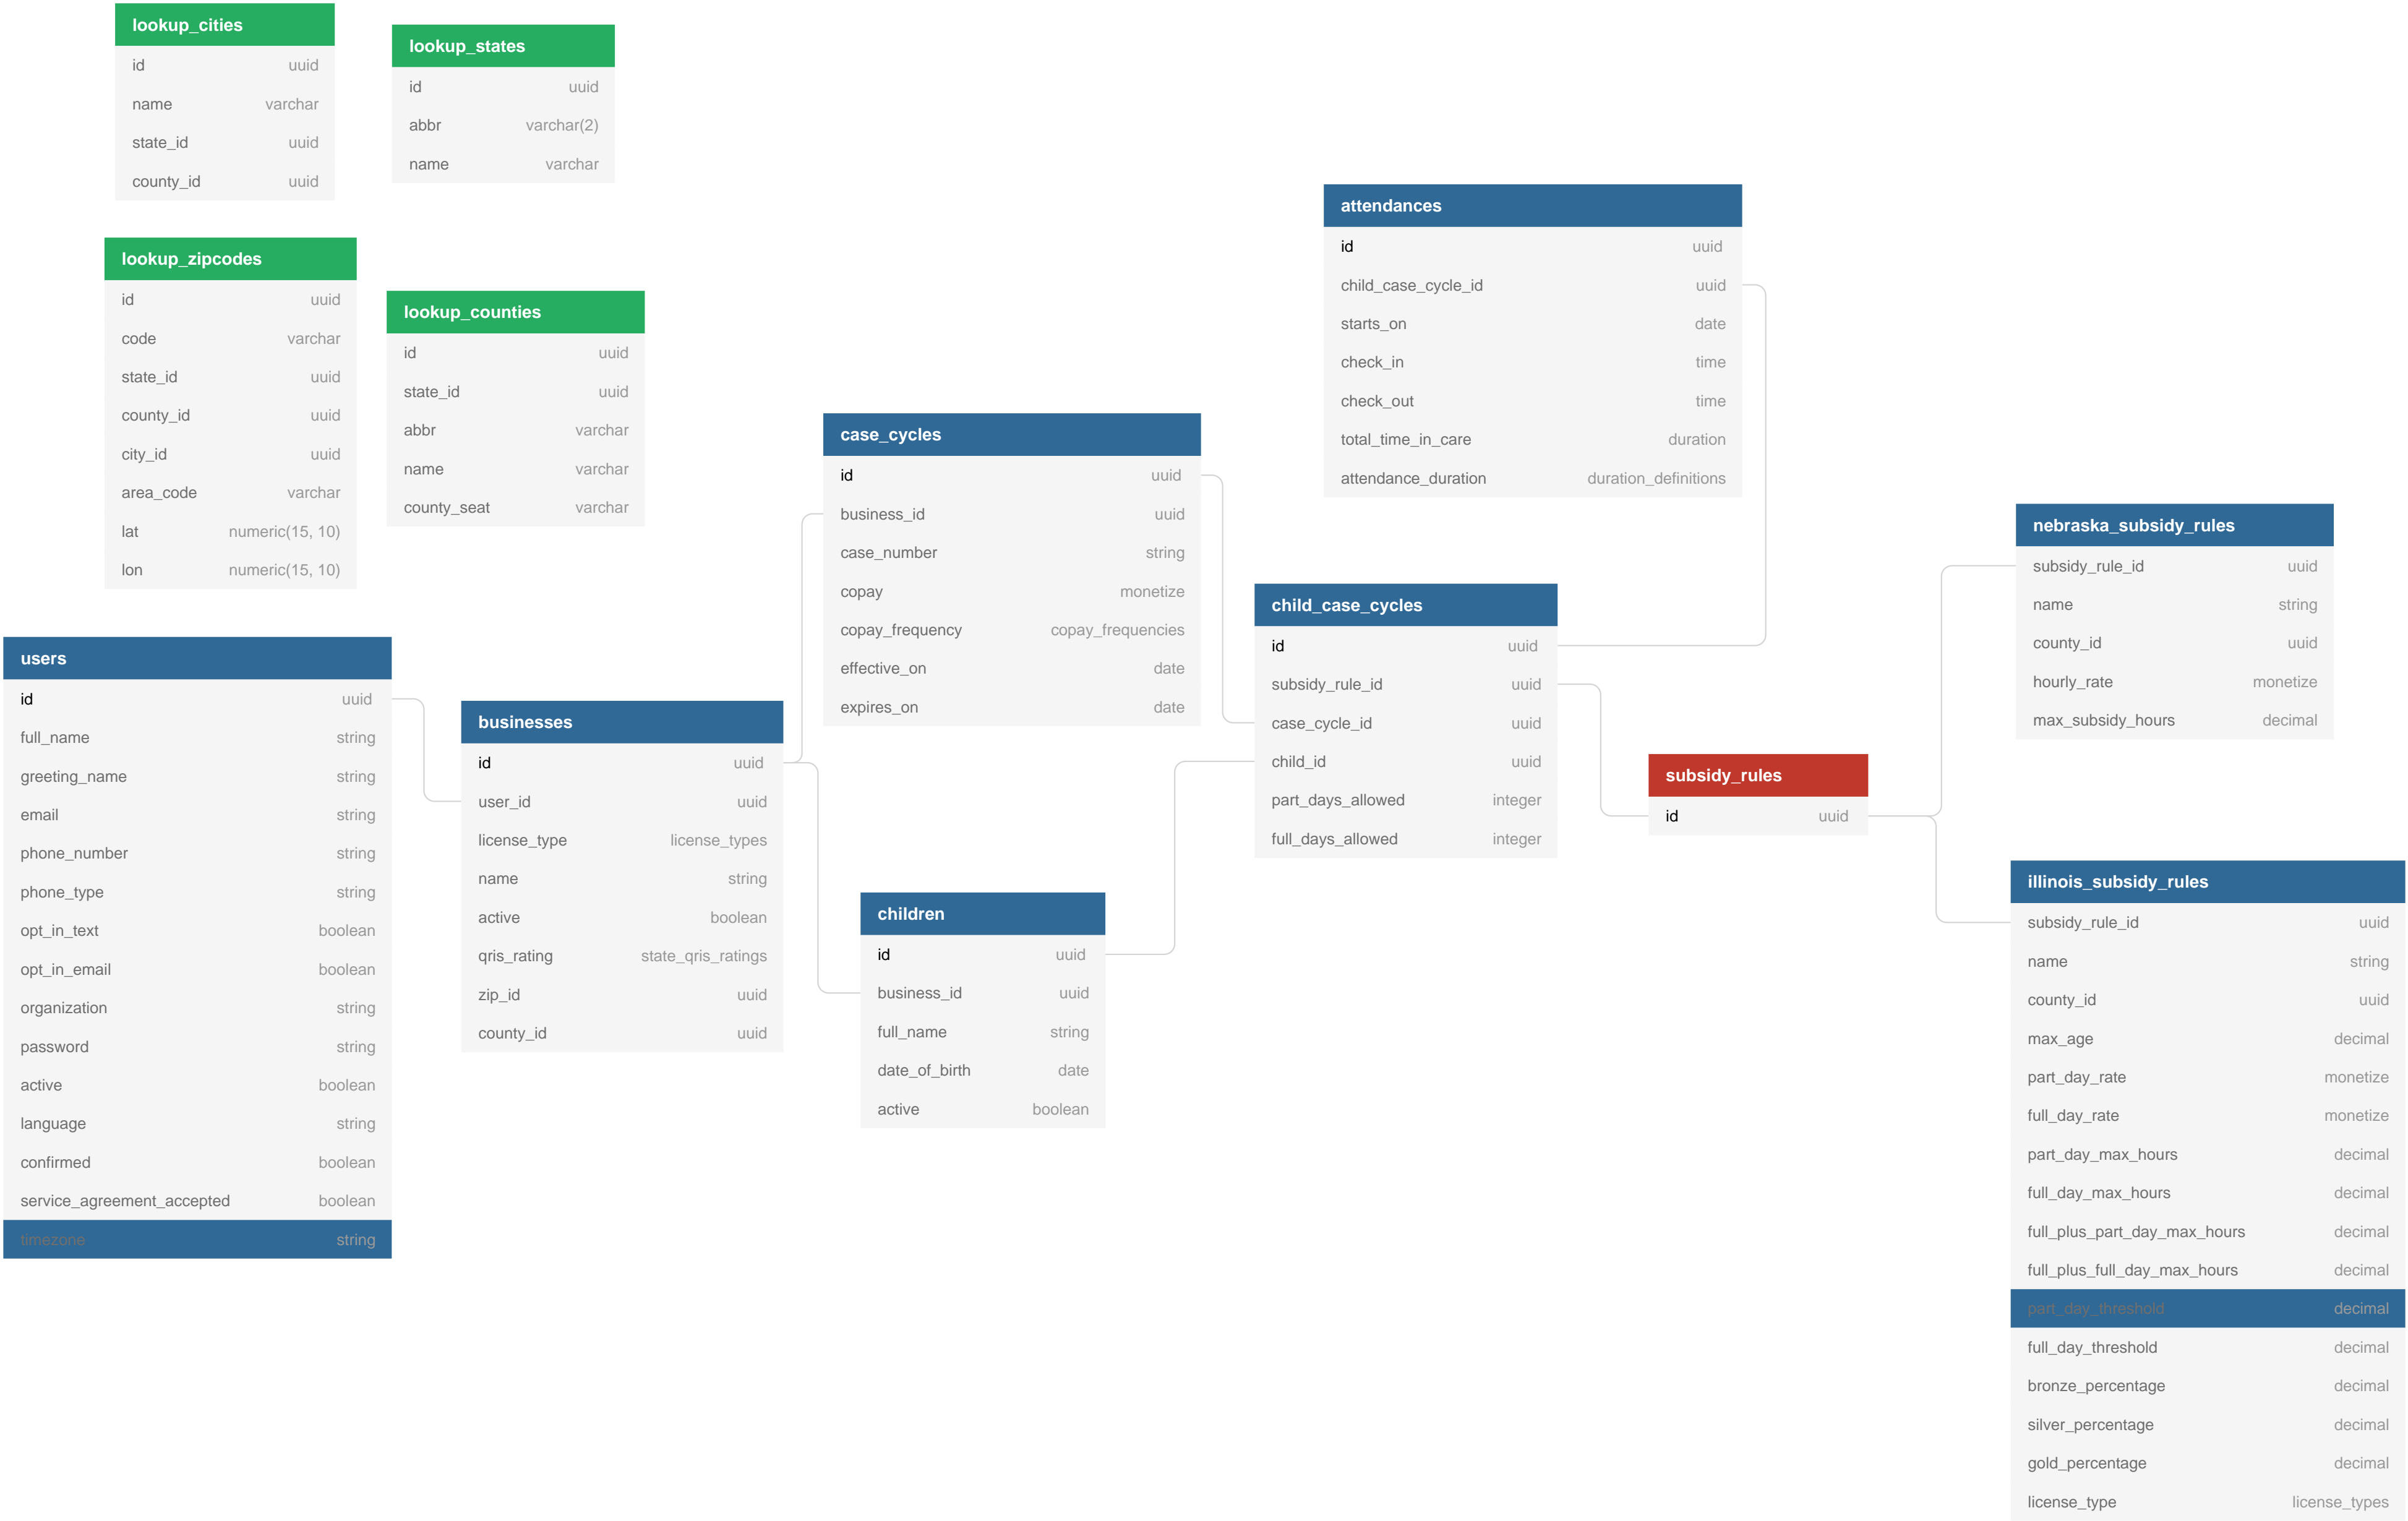 lookup_cities
id uuid
name varchar
state_id uuid
county_id uuid
lookup_states
id uuid
abbr varchar(2)
name varchar
lookup_zipcodes
id uuid
code varchar
state_id uuid
county_id uuid
city_id uuid
area_code varchar
lat numeric(15, 10)
lon numeric(15, 10)
lookup_counties
id uuid
state_id uuid
abbr varchar
name varchar
county_seat varchar
users
id uuid
full_name string
greeting_name string
email string
phone_number string
phone_type string
opt_in_text boolean
opt_in_email boolean
organization string
password string
active boolean
language string
confirmed boolean
service_agreement_accepted boolean
timezone string
businesses
id uuid
user_id uuid
license_type license_types
name string
active boolean
qris_rating state_qris_ratings
zip_id uuid
county_id uuid
case_cycles
id uuid
business_id uuid
case_number string
copay monetize
copay_frequency copay_frequencies
effective_on date
expires_on date
children
id uuid
business_id uuid
full_name string
date_of_birth date
active boolean
attendances
id uuid
child_case_cycle_id uuid
starts_on date
check_in time
check_out time
total_time_in_care duration
attendance_duration duration_definitions
child_case_cycles
id uuid
subsidy_rule_id uuid
case_cycle_id uuid
child_id uuid
part_days_allowed integer
full_days_allowed integer
subsidy_rules
id uuid
nebraska_subsidy_rules
subsidy_rule_id uuid
name string
county_id uuid
hourly_rate monetize
max_subsidy_hours decimal
illinois_subsidy_rules
subsidy_rule_id uuid
name string
county_id uuid
max_age decimal
part_day_rate monetize
full_day_rate monetize
part_day_max_hours decimal
full_day_max_hours decimal
full_plus_part_day_max_hours decimal
full_plus_full_day_max_hours decimal
part_day_threshold decimal
full_day_threshold decimal
bronze_percentage decimal
silver_percentage decimal
gold_percentage decimal
license_type license_types